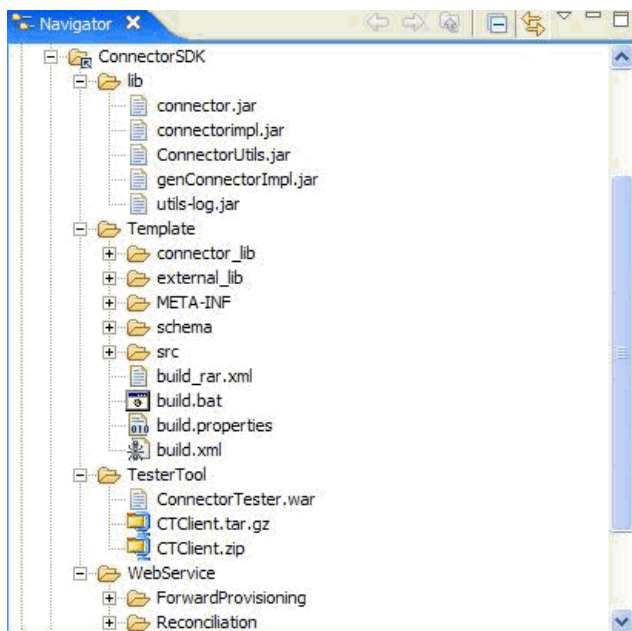 Navigator
ConnectorSDK
lib
connector.jar
connectorimpl.jar
ConnectorUtils.jar
genConnectorImpl.jar
utils-log.jar
Template
connector_lib
external_lib
META-INF
schema
src
build_rar.xml
build.bat
build.properties
build.xml
TesterTool
ConnectorTester.war
CTClient.tar.gz
CTClient.zip
WebService
ForwardProvisioning
Reconciliation